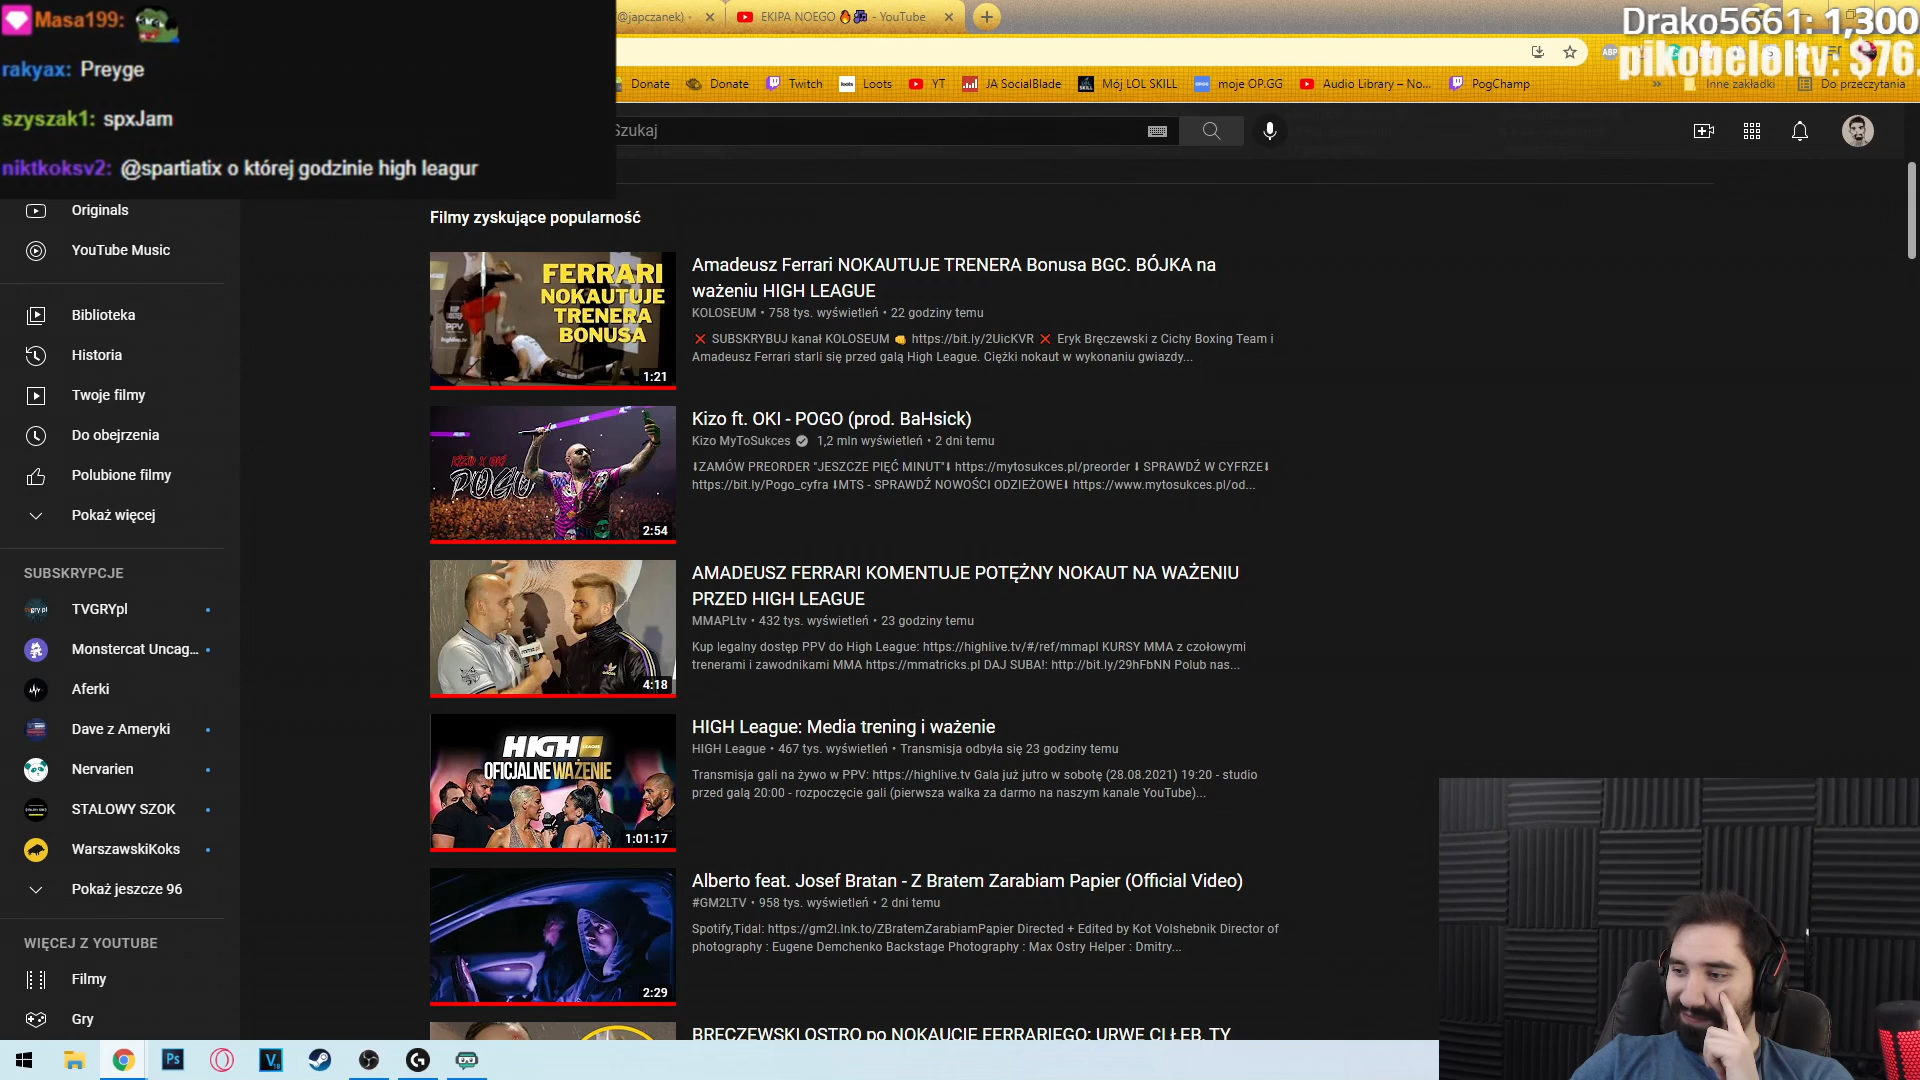 Masa199:
rakyax: Preyge
szyszak1: spxJam
niktkoksv2: @spartiatix o której godzinie high leagur
@japczanek)
EKIPA NOEGO - YouTube
Drako5661: 1,300
pikobeloltv: $76.
Donate
Donate
Twitch
Loots
YT
JA SocialBlade
Mój LOL SKILL
moje OP.GG
Audio Library – No...
PogChamp
Inne zakładki
Do przeczytania
Szukaj
Originals
YouTube Music
Biblioteka
Historia
Twoje filmy
Do obejrzenia
Polubione filmy
Pokaż więcej
SUBSKRYPCJE
TVGRYpl
Monstercat Uncag...
Aferki
Dave z Ameryki
Nervarien
STALOWY SZOK
WarszawskiKoks
Pokaż jeszcze 96
WIĘCEJ Z YOUTUBE
Filmy
Gry
Filmy zyskujące popularność
FERRARI
NOKAUTUJE
TRENERA
BONUSA
1:21
Amadeusz Ferrari NOKAUTUJE TRENERA Bonusa BGC. BÓJKA na
ważeniu HIGH LEAGUE
KOLOSEUM • 758 tys. wyświetleń • 22 godziny temu
❌ SUBSKRYBUJ kanał KOLOSEUM 👊 https://bit.ly/2UicKVR ❌ Eryk Bręczewski z Cichy Boxing Team i
Amadeusz Ferrari starli się przed galą High League. Ciężki nokaut w wykonaniu gwiazdy...
POGO
2:54
Kizo ft. OKI - POGO (prod. BaHsick)
Kizo MyToSukces 1,2 mln wyświetleń • 2 dni temu
⬇ZAMÓW PREORDER "JESZCZE PIĘĆ MINUT"⬇ https://mytosukces.pl/preorder ⬇ SPRAWDŹ W CYFRZE⬇
https://bit.ly/Pogo_cyfra ⬇MTS - SPRAWDŹ NOWOŚCI ODZIEŻOWE⬇ https://www.mytosukces.pl/od...
4:18
AMADEUSZ FERRARI KOMENTUJE POTĘŻNY NOKAUT NA WAŻENIU
PRZED HIGH LEAGUE
MMAPLtv • 432 tys. wyświetleń • 23 godziny temu
Kup legalny dostęp PPV do High League: https://highlive.tv/#/ref/mmapl KURSY MMA z czołowymi
trenerami i zawodnikami MMA https://mmatricks.pl DAJ SUBA!: http://bit.ly/29hFbNN Polub nas...
HIGH
OFICJALNE WAŻENIE
1:01:17
HIGH League: Media trening i ważenie
HIGH League • 467 tys. wyświetleń • Transmisja odbyła się 23 godziny temu
Transmisja gali na żywo w PPV: https://highlive.tv Gala już jutro w sobotę (28.08.2021) 19:20 - studio
przed galą 20:00 - rozpoczęcie gali (pierwsza walka za darmo na naszym kanale YouTube)...
2:29
Alberto feat. Josef Bratan - Z Bratem Zarabiam Papier (Official Video)
#GM2LTV • 958 tys. wyświetleń • 2 dni temu
Spotify,Tidal: https://gm2l.lnk.to/ZBratemZarabiamPapier Directed + Edited by Kot Volshebnik Director of
photography : Eugene Demchenko Backstage Photography : Max Ostry Helper : Dmitry...
BRĘCZEWSKI OSTRO po NOKAUCIE FERRARIEGO: URWĘ CI ŁEB, TY